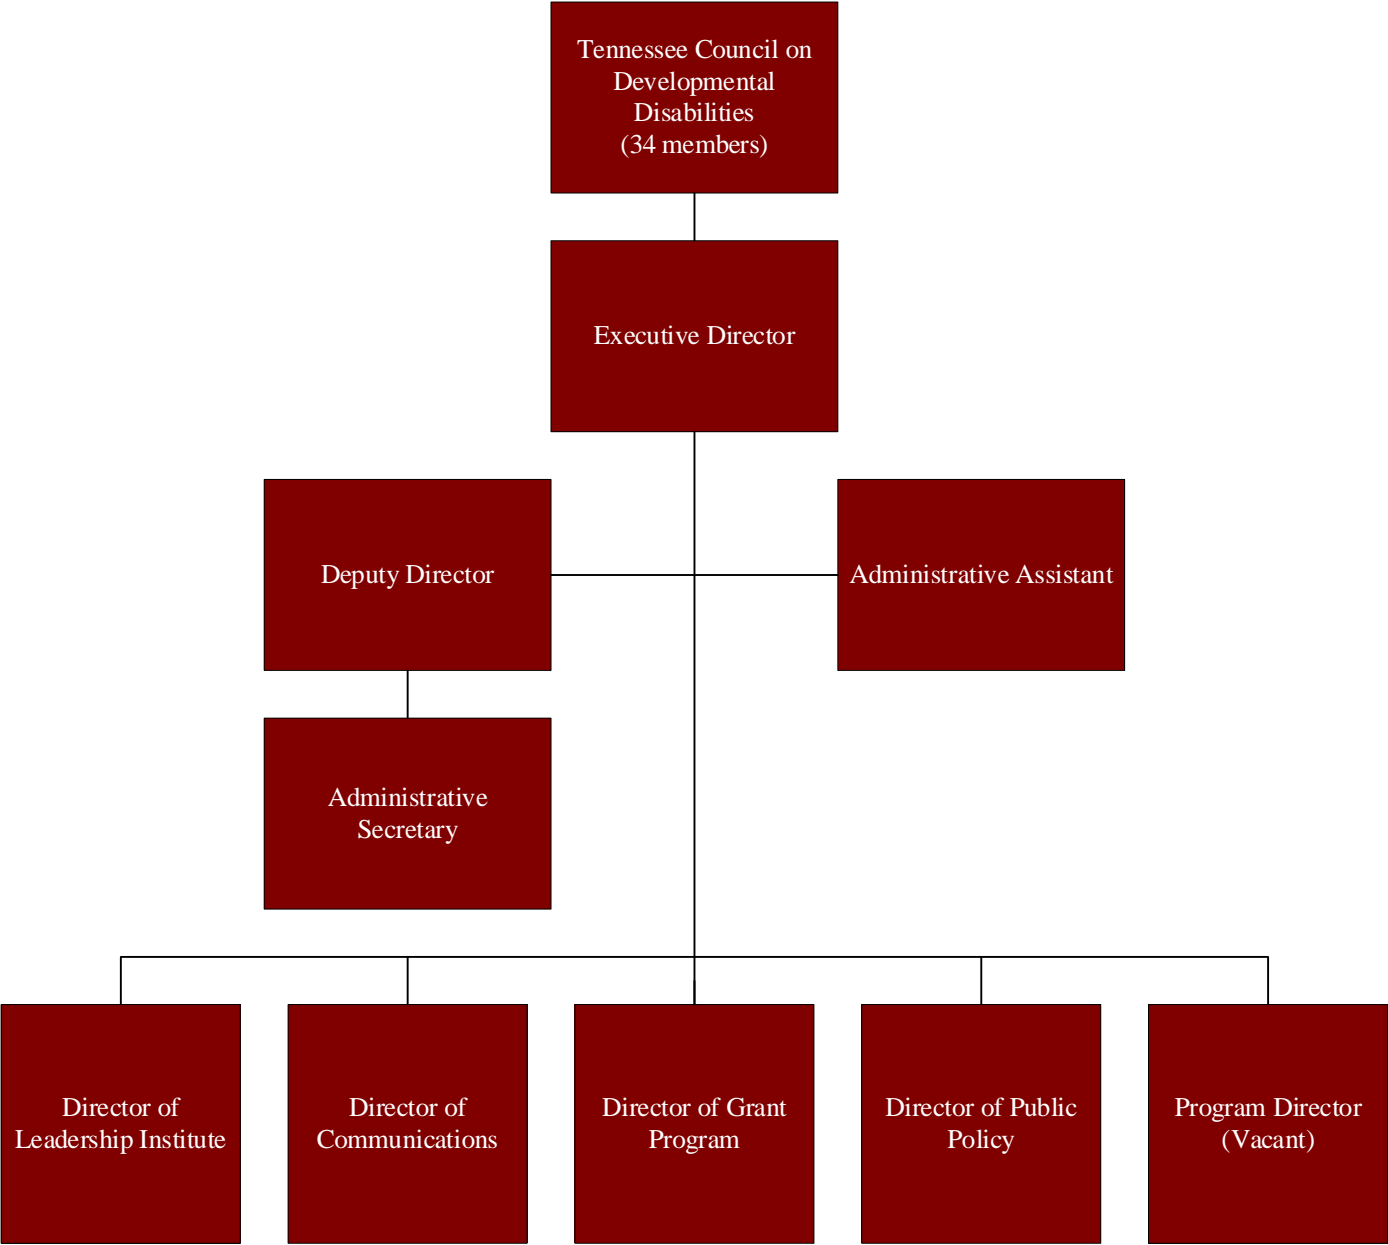 Tennessee Council on
Developmental
Disabilities
(34 members)
Executive Director
Deputy Director
Administrative Assistant
Administrative
Secretary
Director of
Leadership Institute
Director of
Communications
Director of Grant
Program
Director of Public
Policy
Program Director
(Vacant)